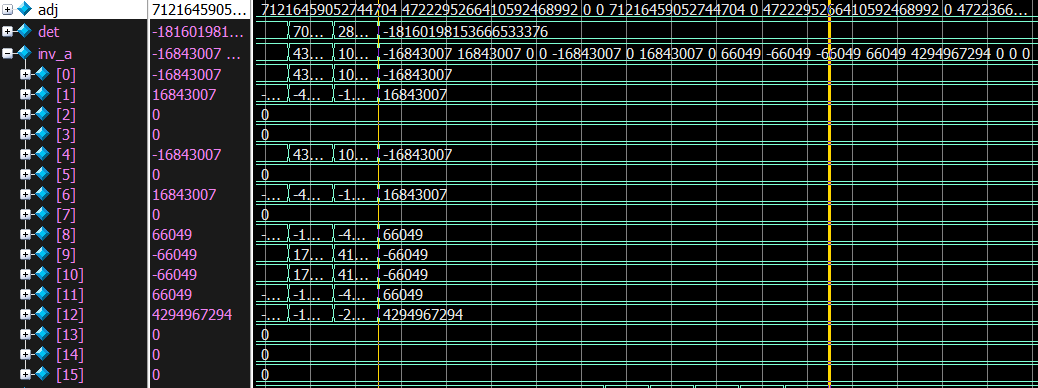 adj 7121645905... 71216459052744704 4722295266410592468992 0 0 71216459052744704 0 4722295266410592468992 0 4722366...
det -181601981... 70... 28... -1816019815366653​3376
inv_a -16843007 ... 43... 10... -16843007 16843007 0 0 -16843007 0 16843007 0 66049 -66049 -66049 66049 4294967294 0 0 0
[0] -16843007 43... 10... -16843007
[1] 16843007 -... -4... -1... 16843007
[2] 0 0
[3] 0 0
[4] -16843007 43... 10... -16843007
[5] 0 0
[6] 16843007 -... -4... -1... 16843007
[7] 0 0
[8] 66049 -... -1... -4... 66049
[9] -66049 17... 41... -66049
[10] -66049 17... 41... -66049
[11] 66049 -... -1... -4... 66049
[12] 4294967294 -... -1... -2... 4294967294
[13] 0 0
[14] 0 0
[15] 0 0